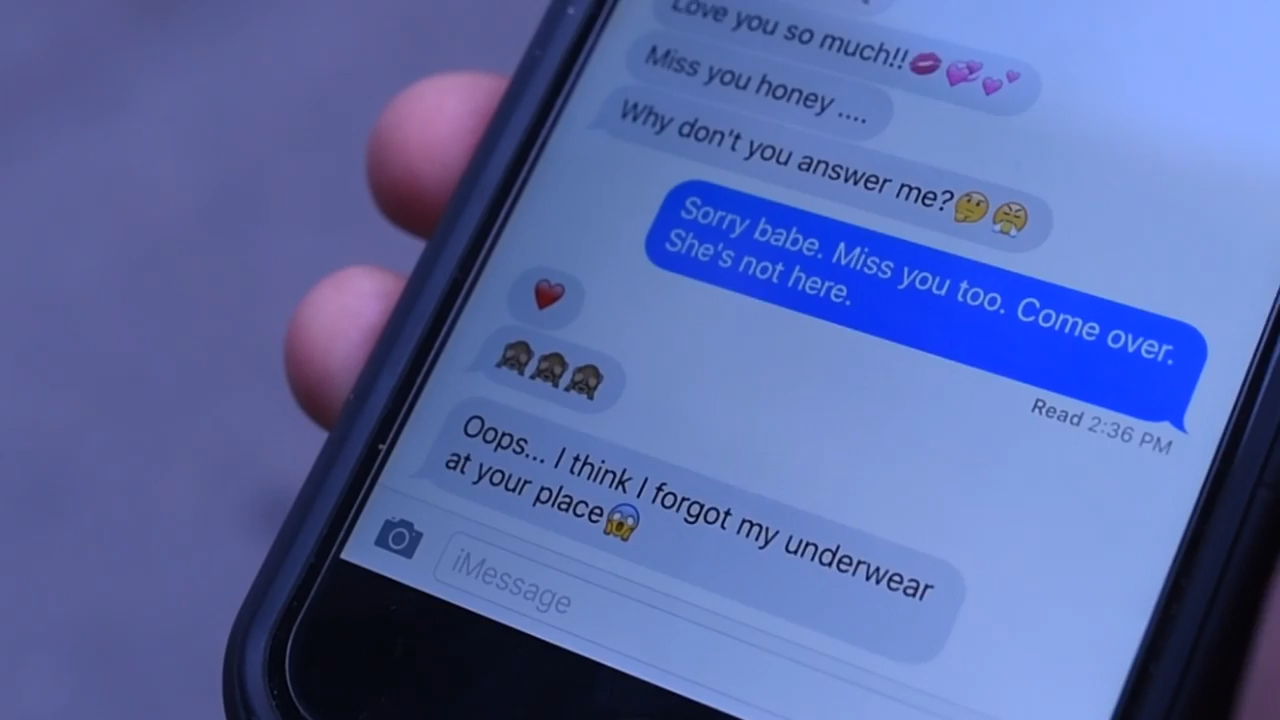 Love you so much!!💋💞💕
Miss you honey ....
Why don't you answer me?🤔😤
Sorry babe. Miss you too. Come over.
She's not here.
Read 2:36 PM
❤️
🙈🙈🙈
Oops... I think I forgot my underwear
at your place😱
iMessage